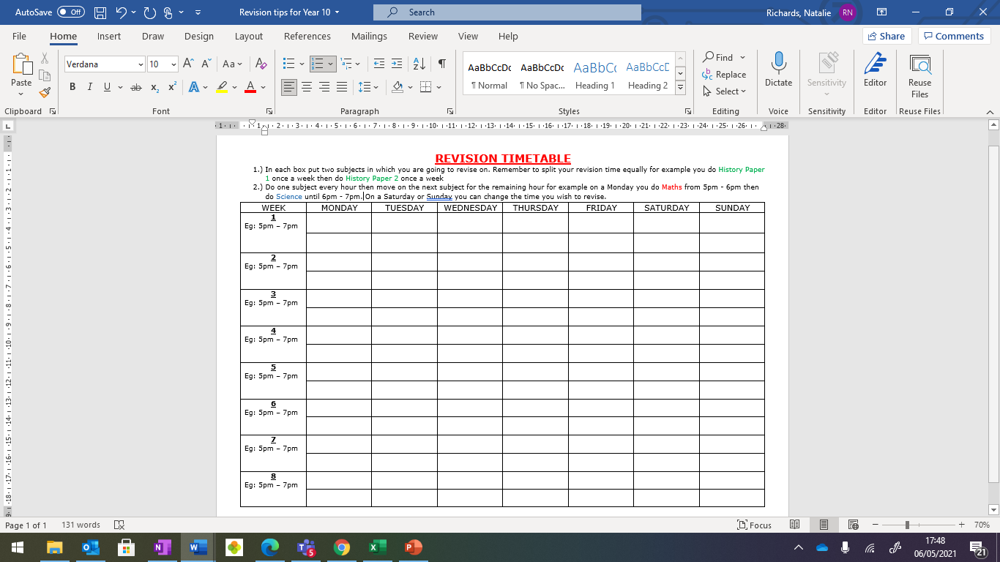 AutoSave Off Revision tips for Year 10 Search Richards, Natalie RN
File Home Insert Draw Design Layout References Mailings Review View Help Share Comments
Paste Verdana 10 Aa AaBbCcDc AaBbCcDc AaBbC AaBbCcD Find Replace Select Dictate Sensitivity Editor Reuse Files
B I U ab x₂ x² A A ¶ Normal ¶ No Spac... Heading 1 Heading 2
Clipboard Font Paragraph Styles Editing Voice Sensitivity Editor Reuse Files
REVISION TIMETABLE
1.) In each box put two subjects in which you are going to revise on. Remember to split your revision time equally for example you do History Paper
1 once a week then do History Paper 2 once a week
2.) Do one subject every hour then move on the next subject for the remaining hour for example on a Monday you do Maths from 5pm - 6pm then
do Science until 6pm - 7pm. On a Saturday or Sunday you can change the time you wish to revise.
WEEK MONDAY TUESDAY WEDNESDAY THURSDAY FRIDAY SATURDAY SUNDAY
1
Eg: 5pm – 7pm
2
Eg: 5pm – 7pm
3
Eg: 5pm – 7pm
4
Eg: 5pm – 7pm
5
Eg: 5pm – 7pm
6
Eg: 5pm – 7pm
7
Eg: 5pm – 7pm
8
Eg: 5pm – 7pm
Page 1 of 1 131 words Focus 70%
17:48
06/05/2021
21